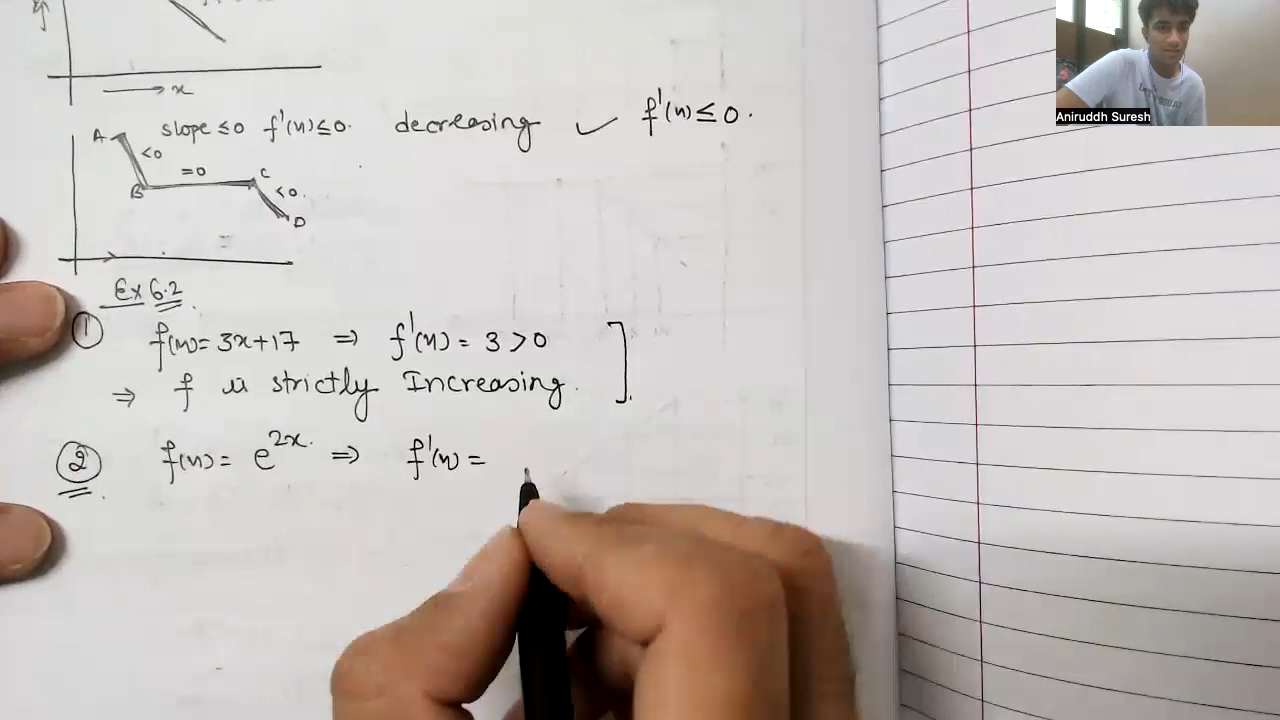 Aniruddh Suresh
x
slope ≤0 f'(x)≤0. decreasing ✓ f'(x)≤0.
A <0 =0 C
B <0.
D
Ex 6.2
① f(x)=3x+17 ⇒ f'(x)=3>0 ]
⇒ f is strictly Increasing.
② f(x)= e^2x. ⇒ f'(x)=